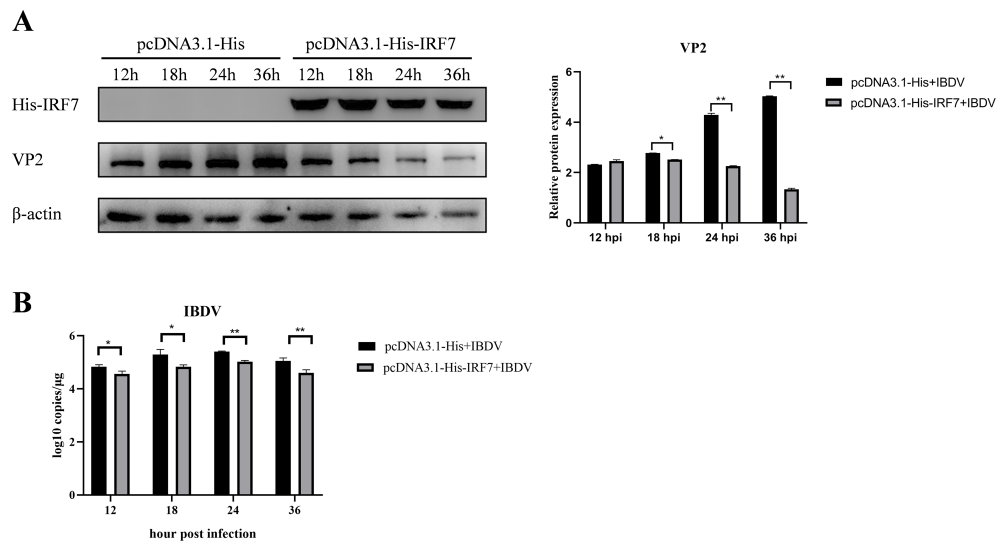 A
pcDNA3.1-His pcDNA3.1-His-IRF7
12h 18h 24h 36h 12h 18h 24h 36h
His-IRF7
VP2
β-actin
VP2
Relative protein expression
6
4
2
0
* ** **
12 hpi 18 hpi 24 hpi 36 hpi
pcDNA3.1-His+IBDV
pcDNA3.1-His-IRF7+IBDV
B
IBDV
log10 copies/μg
6
4
2
0
* * ** **
12 18 24 36
hour post infection
pcDNA3.1-His+IBDV
pcDNA3.1-His-IRF7+IBDV